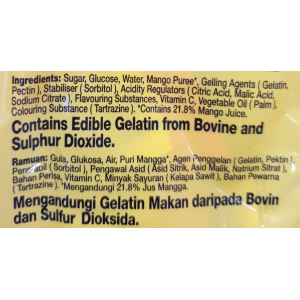 Ingredients: Sugar, Glucose, Water, Mango Puree*, Gelling Agents ( Gelatin,
Pectin ), Stabiliser ( Sorbitol ), Acidity Regulators ( Citric Acid, Malic Acid,
Sodium Citrate ), Flavouring Substances, Vitamin C, Vegetable Oil ( Palm ),
Colouring Substance ( Tartrazine ). *Contains 21.8% Mango Juice.
Contains Edible Gelatin from Bovine and
Sulphur Dioxide.
Ramuan: Gula, Glukosa, Air, Puri Mangga*, Agen Penggelan ( Gelatin, Pektin ),
Penstabil ( Sorbitol ), Pengawal Asid ( Asid Sitrik, Asid Malik, Natrium Sitrat ),
Bahan Perisa, Vitamin C, Minyak Sayuran ( Kelapa Sawit ), Bahan Pewarna
( Tartrazine ). *Mengandungi 21.8% Jus Mangga.
Mengandungi Gelatin Makan daripada Bovin
dan Sulfur Dioksida.